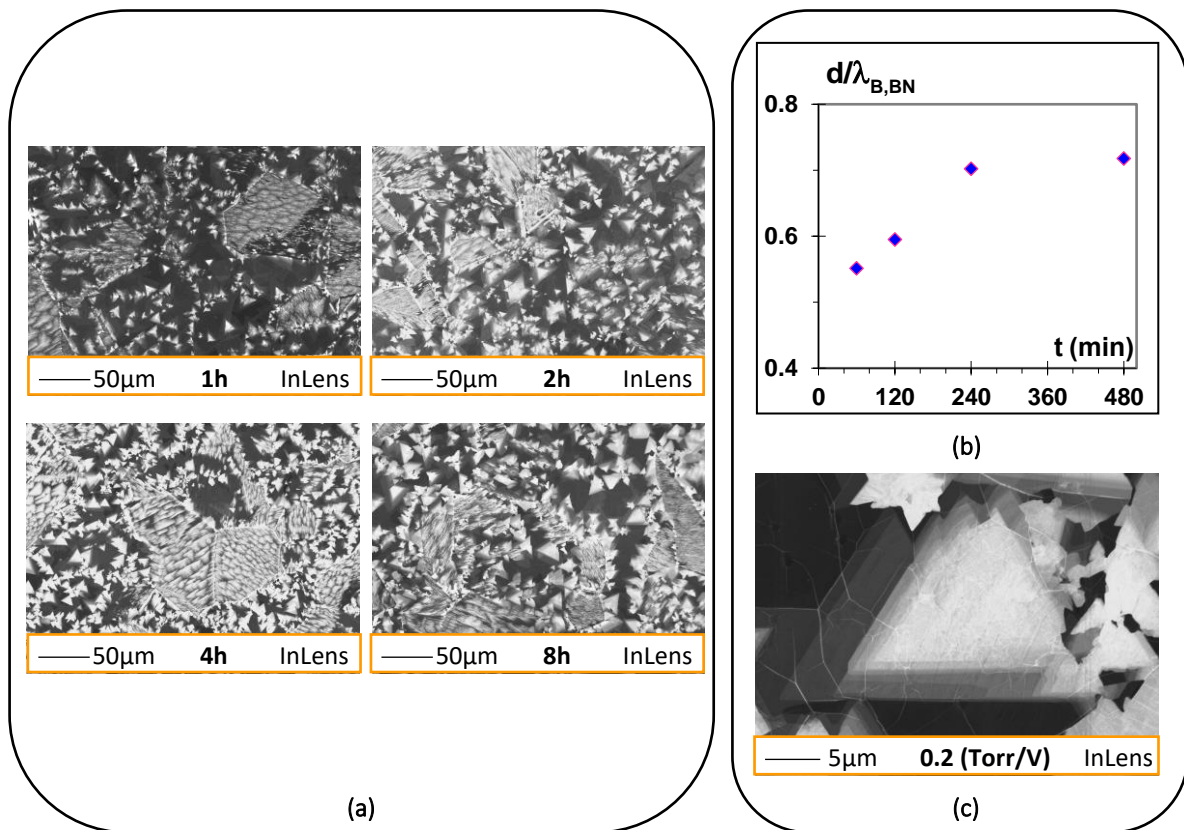 50μm 1h InLens
50μm 2h InLens
50μm 4h InLens
50μm 8h InLens
(a)
d/λB,BN
0.8
0.6
0.4
0 120 240 360 480
t (min)
(b)
5μm 0.2 (Torr/V) InLens
(c)